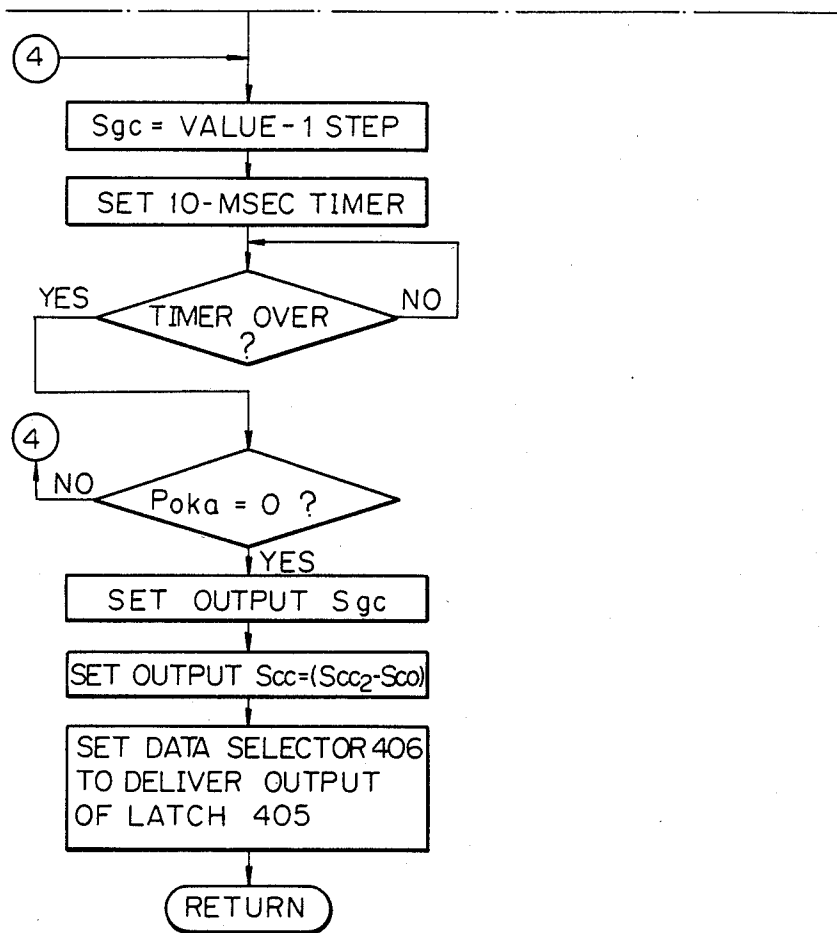 4
Sgc = VALUE-1 STEP
SET 10-MSEC TIMER
YES
NO
TIMER OVER
?
4
NO
Poka = 0 ?
YES
SET OUTPUT Sgc
SET OUTPUT Scc=(Scc2-Sco)
SET DATA SELECTOR 406
TO DELIVER OUTPUT
OF LATCH 405
RETURN